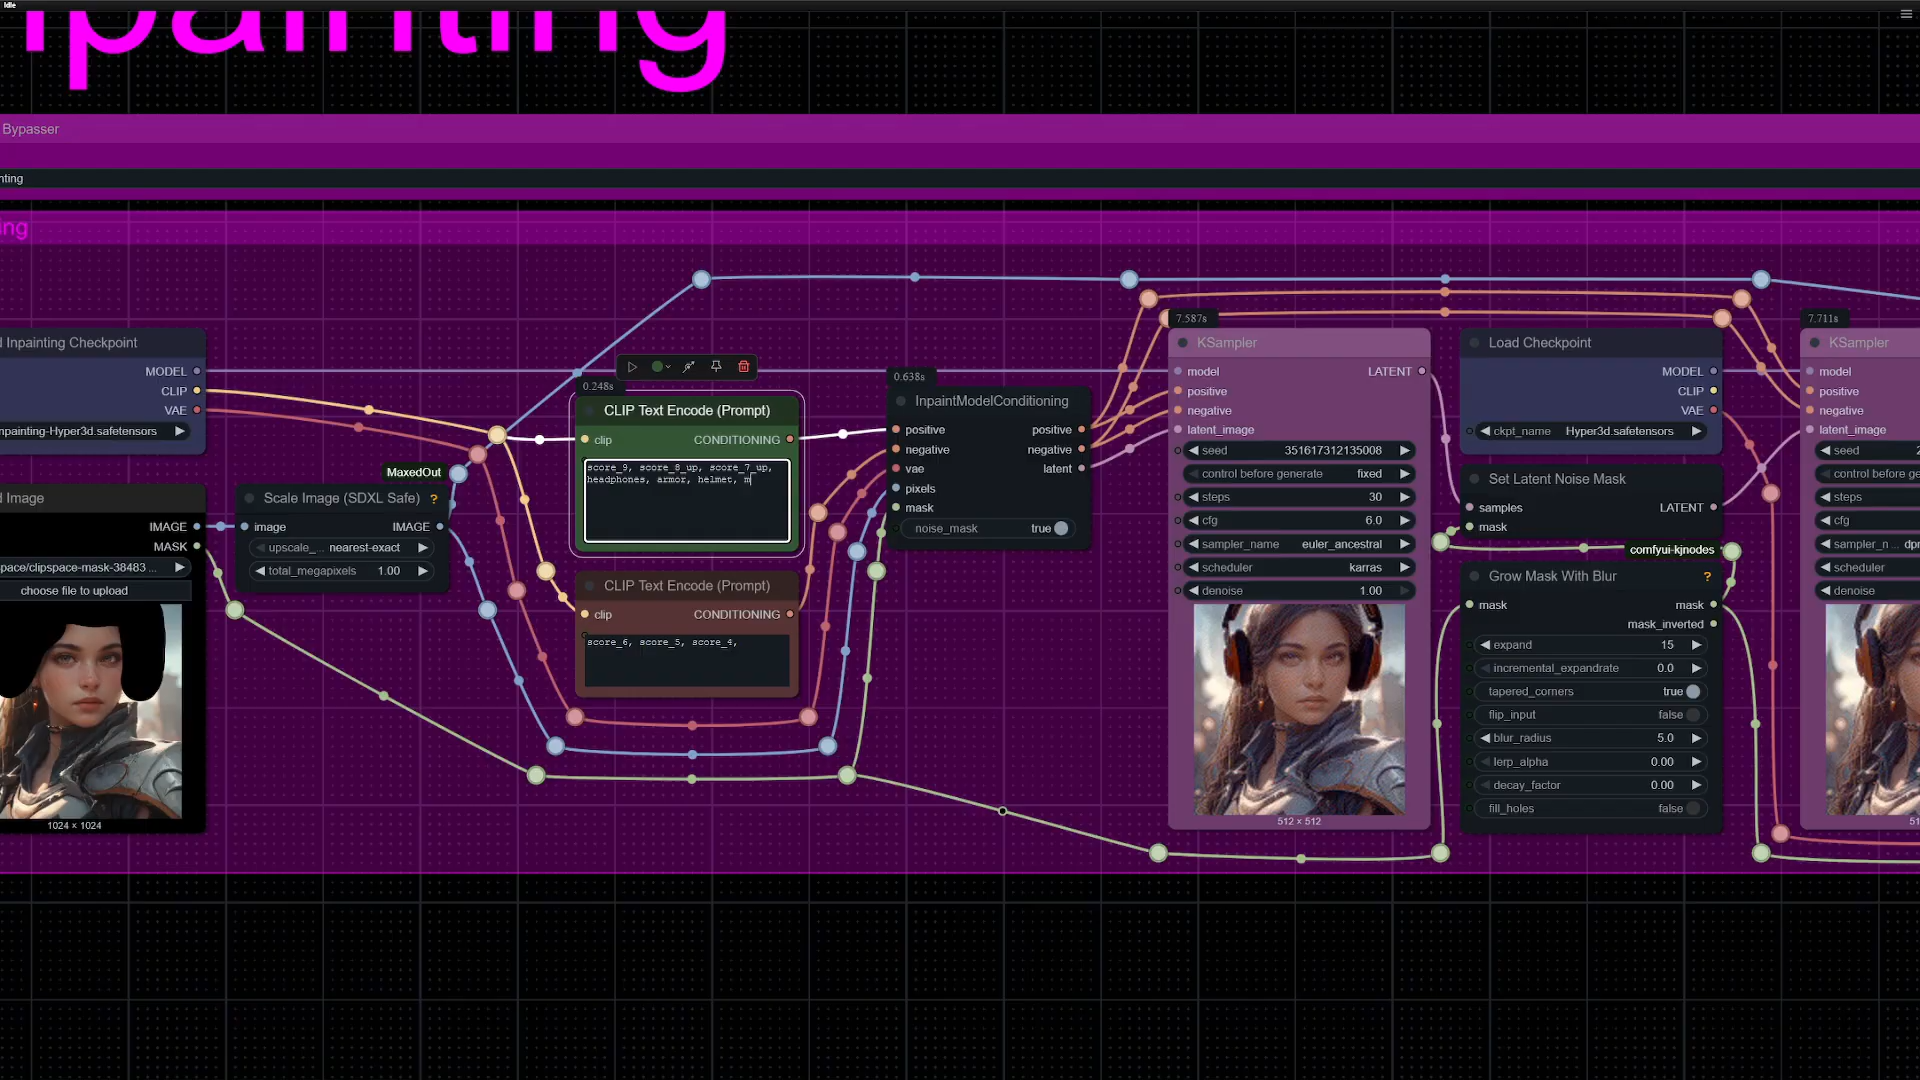 Idle
ipainting
Bypasser
nting
ing
d Inpainting Checkpoint
MODEL
CLIP
VAE
npainting-Hyper3d.safetensors
d Image
IMAGE
MASK
pace/clipspace-mask-38483 ...
choose file to upload
1024 × 1024
MaxedOut
Scale Image (SDXL Safe) ?
image IMAGE
upscale_... nearest-exact
total_megapixels 1.00
0.248s
CLIP Text Encode (Prompt)
clip CONDITIONING
score_9, score_8_up, score_7_up,
headphones, armor, helmet, m
CLIP Text Encode (Prompt)
clip CONDITIONING
score_6, score_5, score_4,
0.638s
InpaintModelConditioning
positive positive
negative negative
vae latent
pixels
mask
noise_mask true
7.587s
KSampler
model LATENT
positive
negative
latent_image
seed 351617312135008
control before generate fixed
steps 30
cfg 6.0
sampler_name euler_ancestral
scheduler karras
denoise 1.00
512 × 512
Load Checkpoint
MODEL
CLIP
VAE
ckpt_name Hyper3d.safetensors
Set Latent Noise Mask
samples LATENT
mask
comfyui-kjnodes
Grow Mask With Blur ?
mask mask
mask_inverted
expand 15
incremental_expandrate 0.0
tapered_corners true
flip_input false
blur_radius 5.0
lerp_alpha 0.00
decay_factor 0.00
fill_holes false
7.711s
KSampler
model
positive
negative
latent_image
seed 2
control before ge
steps
cfg
sampler_n ... dpr
scheduler
denoise
51